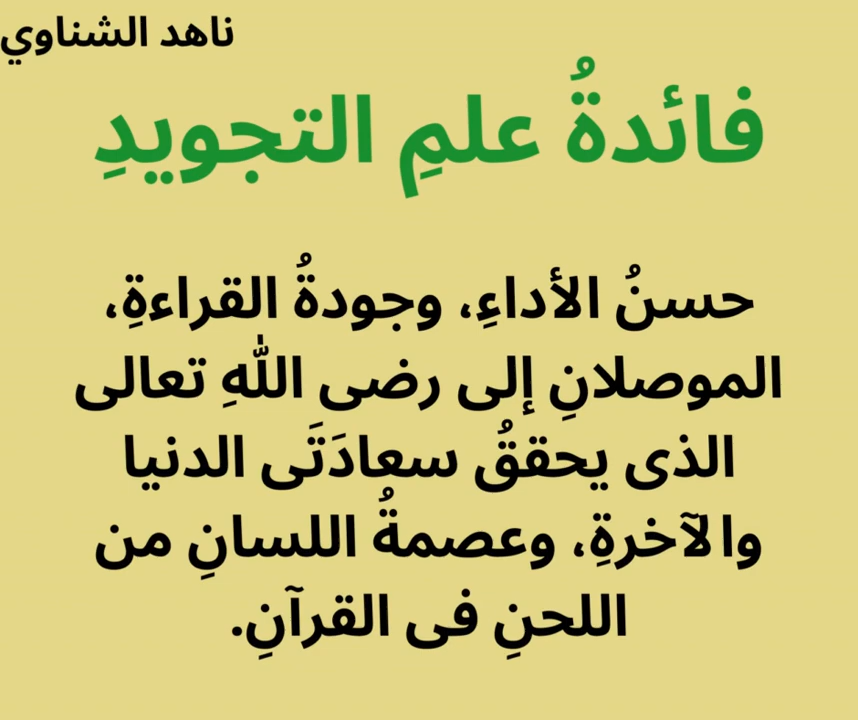 ناهد الشناوي
فائدةُ علمِ التجويدِ
حسنُ الأداءِ، وجودةُ القراءةِ،
الموصلانِ إلى رضى اللّٰهِ تعالى
الذى يحققُ سعادَتَى الدنيا
والآخرةِ، وعصمةُ اللسانِ من
اللحنِ فى القرآنِ.